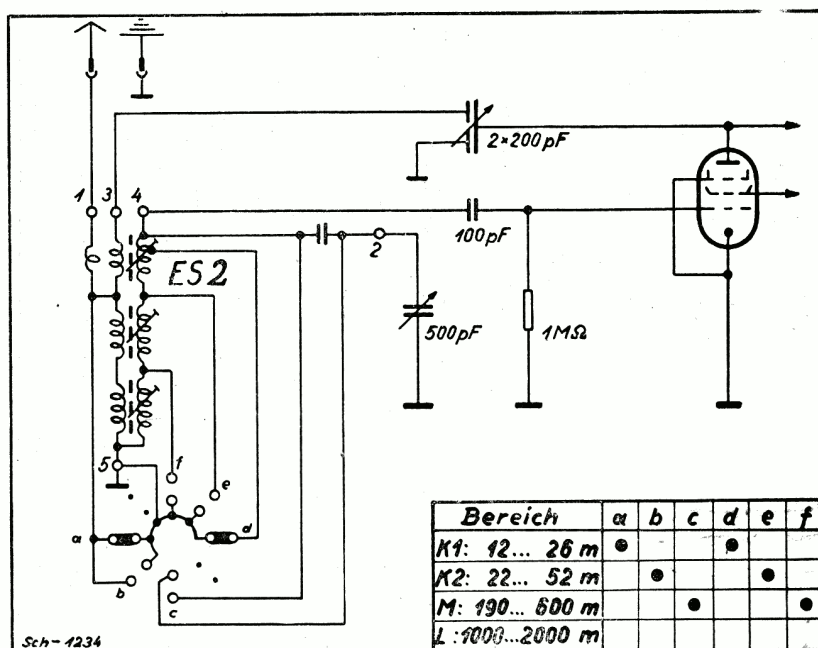 2×200pF
1 3 4
100pF
2
ES2
500pF
1MΩ
f
5
e
a
d
b
c
Bereich a b c d e f
K1: 12... 26 m ● ●
K2: 22... 52 m ● ●
M: 190... 600 m ● ●
L: 1000...2000 m
Sch-1234